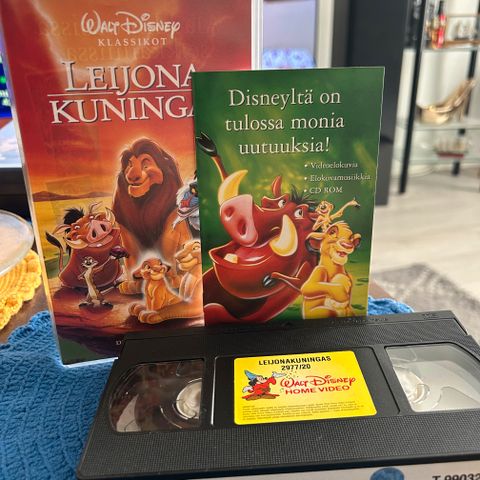 WALT DISNEY
KLASSIKOT
LEIJONA
KUNINGA
Disneyltä on
tulossa monia
uutuuksia!
• Videoelokuvia
• Elokuvamusiikkia
• CD ROM
LEIJONAKUNINGAS
2977/20
WALT DISNEY
HOME VIDEO